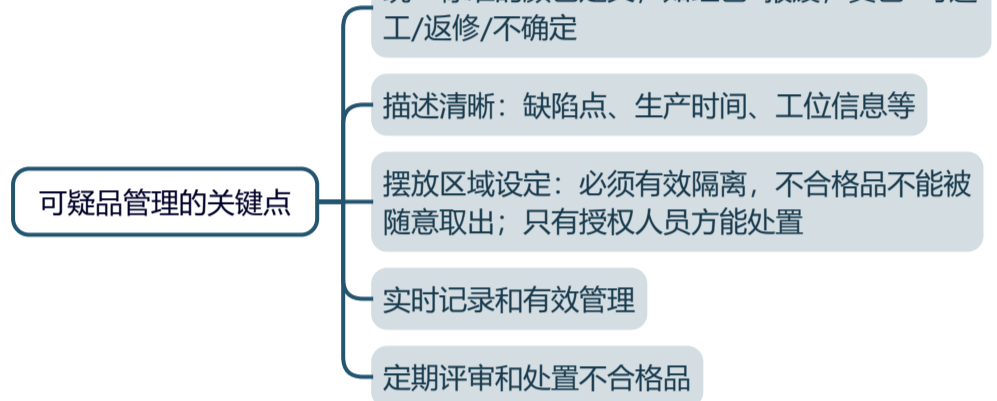 工/返修/不确定
描述清晰：缺陷点、生产时间、工位信息等
可疑品管理的关键点
摆放区域设定：必须有效隔离，不合格品不能被
随意取出；只有授权人员方能处置
实时记录和有效管理
定期评审和处置不合格品